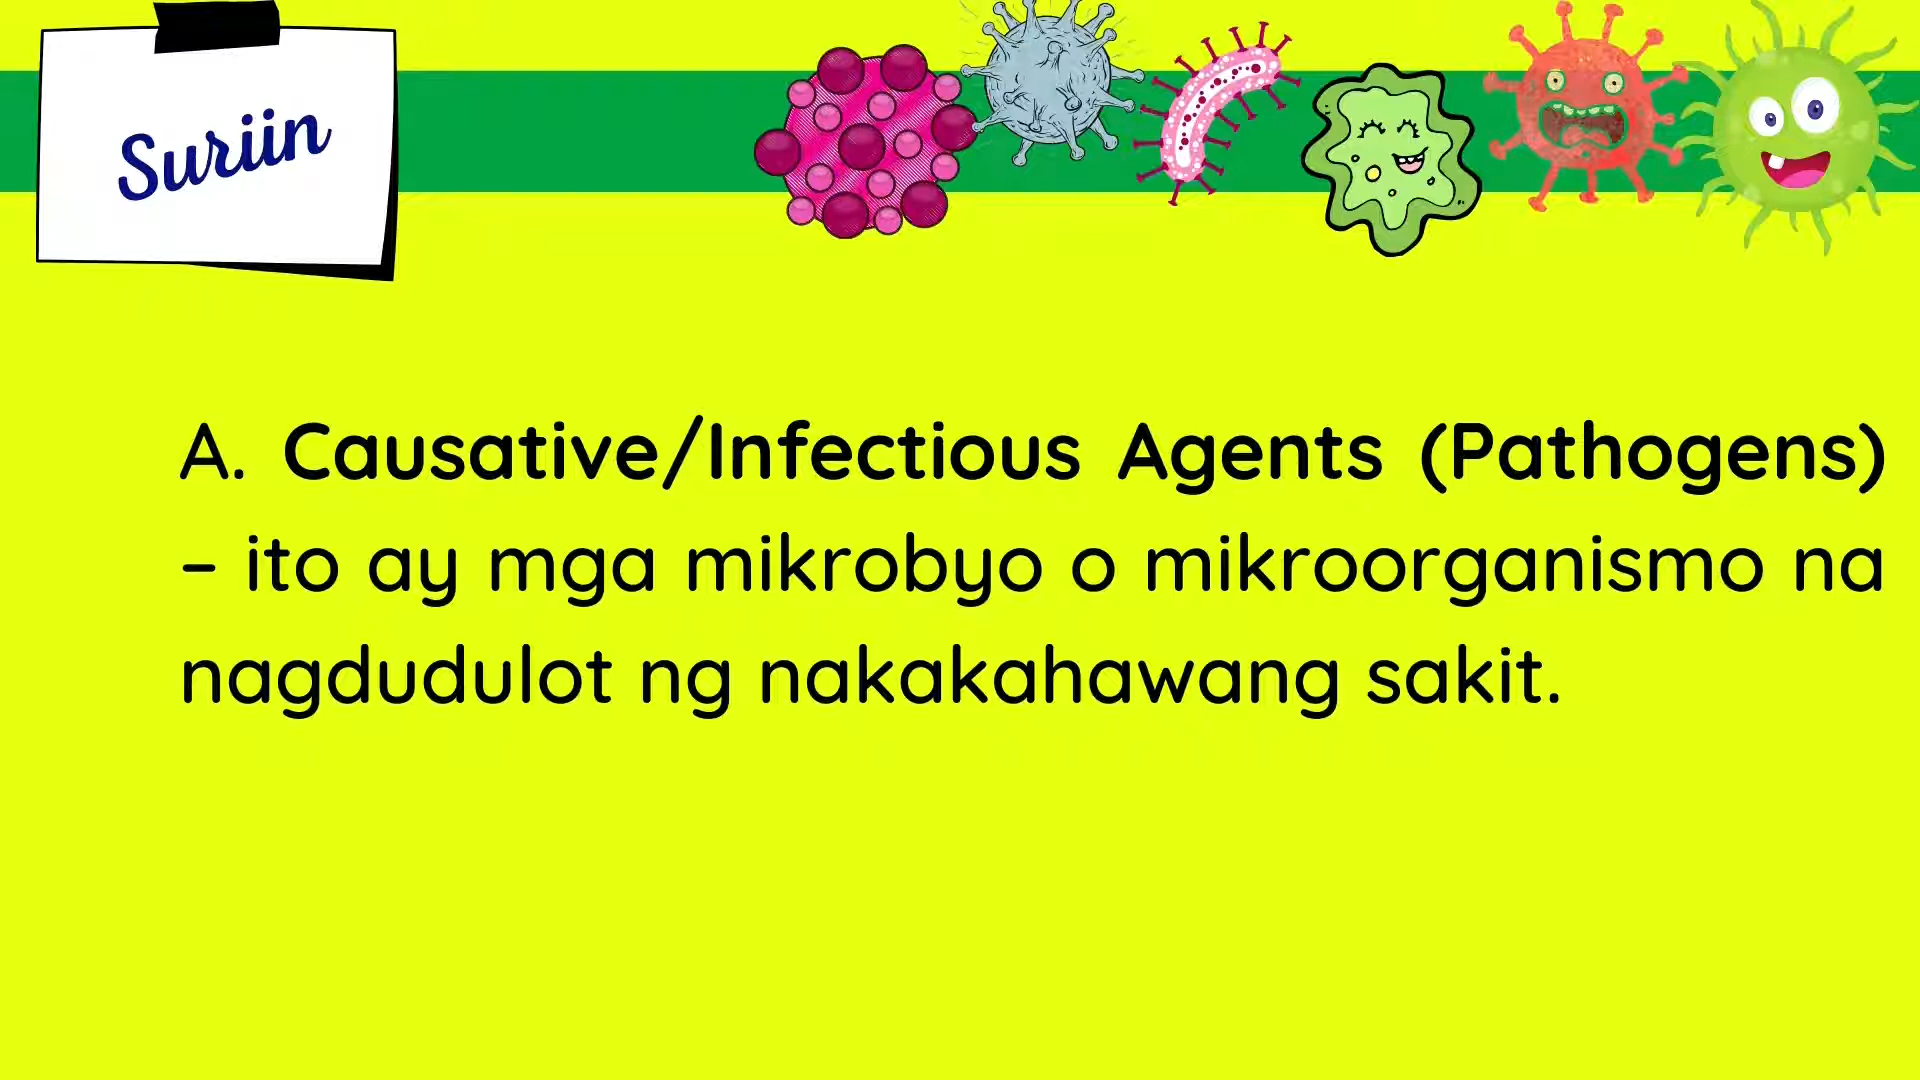 Suriin
A. Causative/Infectious Agents (Pathogens)
– ito ay mga mikrobyo o mikroorganismo na
nagdudulot ng nakakahawang sakit.